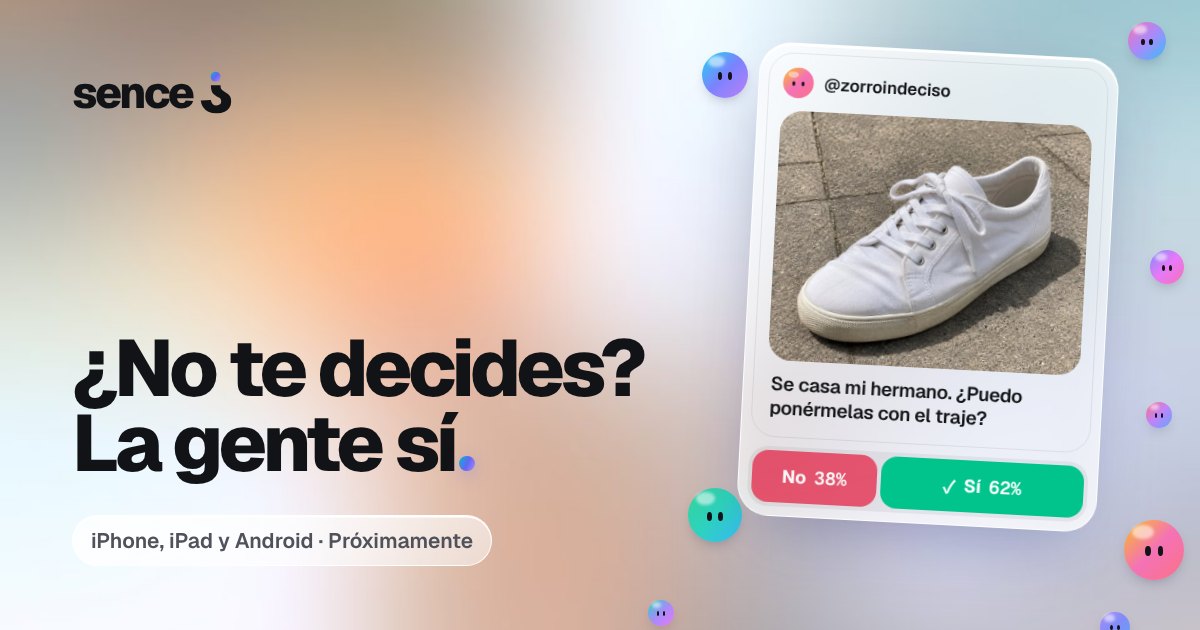 sence
¿No te decides?
La gente sí.
iPhone, iPad y Android · Próximamente
@zorroindeciso
Se casa mi hermano. ¿Puedo
ponérmelas con el traje?
No 38%
✓ Sí 62%